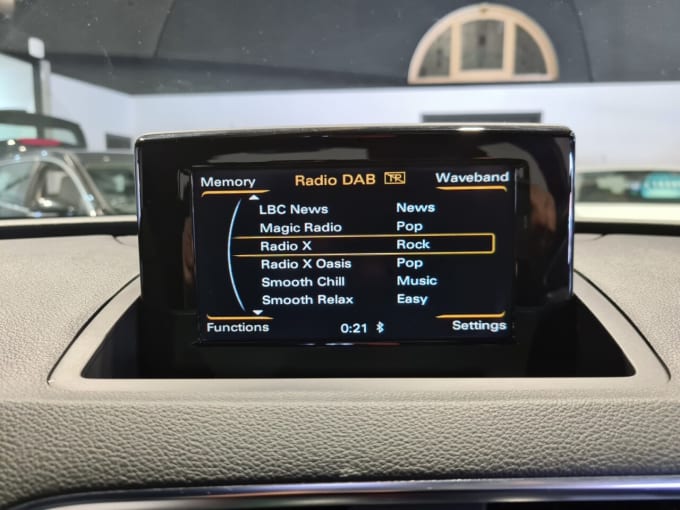 Memory Radio DAB TP Waveband
LBC News News
Magic Radio Pop
Radio X Rock
Radio X Oasis Pop
Smooth Chill Music
Smooth Relax Easy
Functions 0:21 Settings